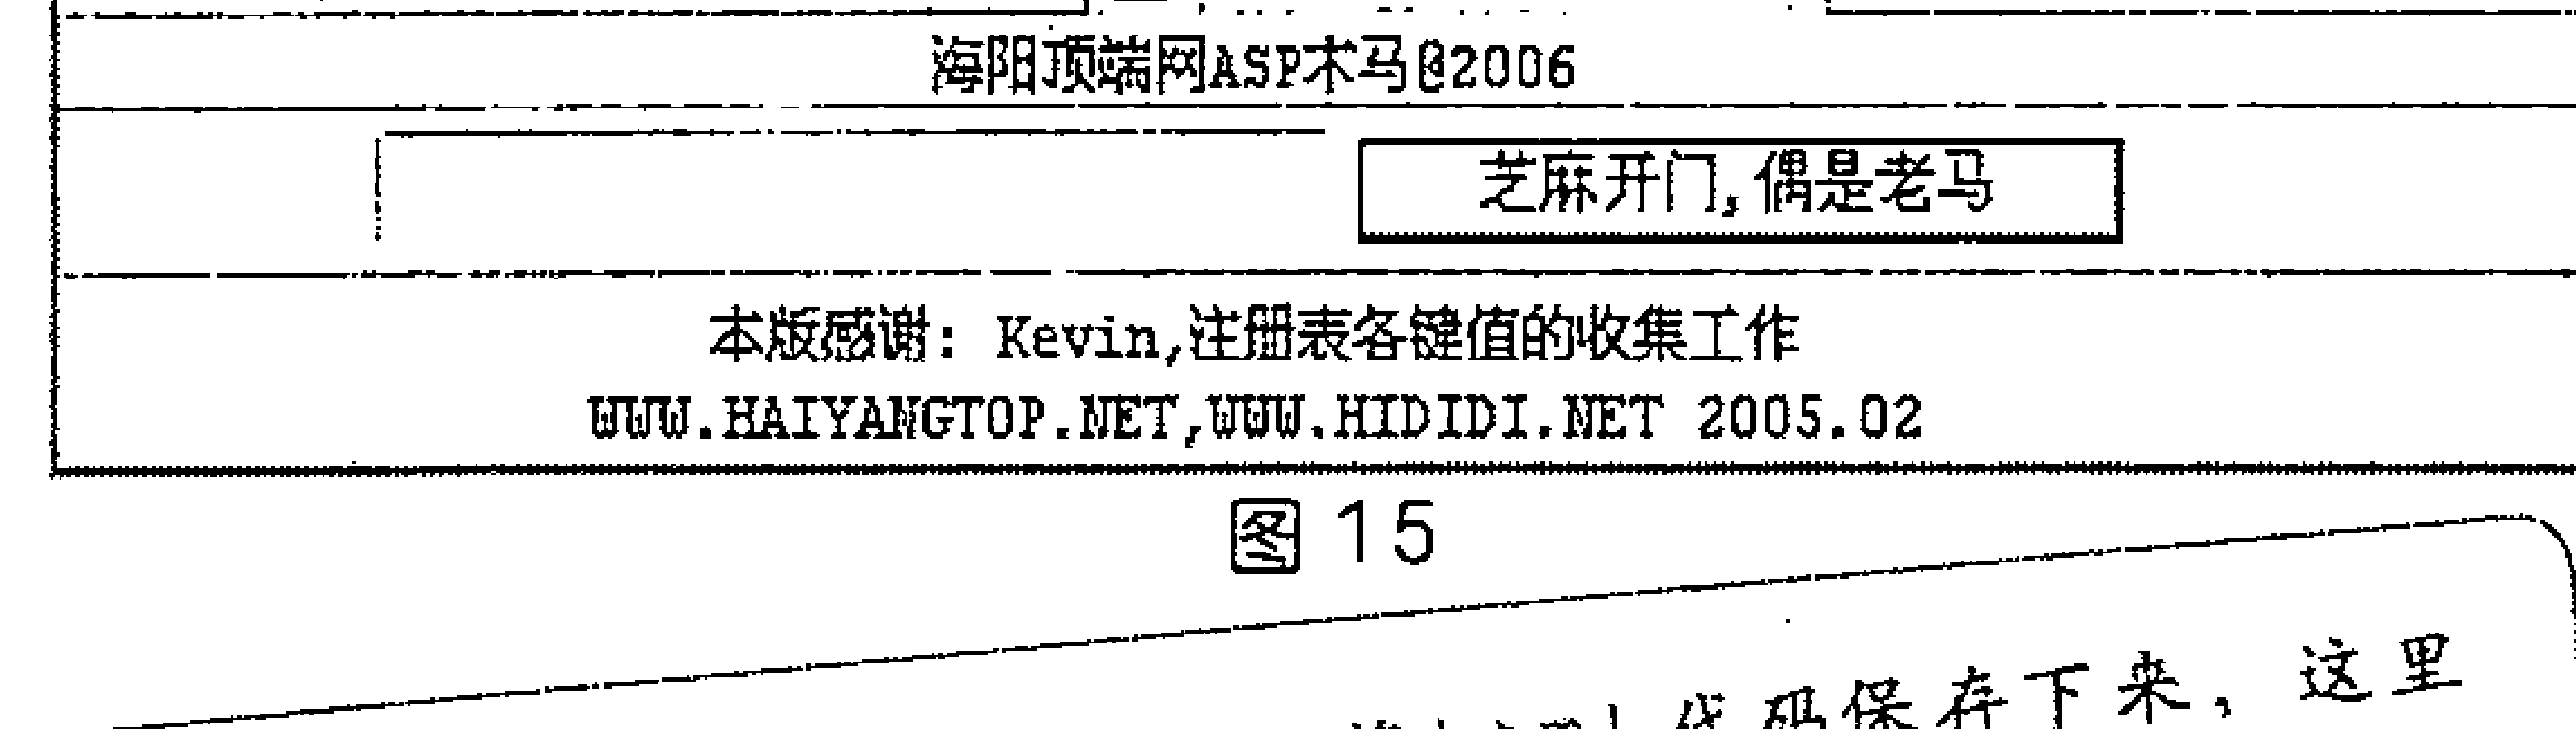 海阳顶端网ASP木马@2006
芝麻开门,偶是老马
本版感谢: Kevin,注册表各键值的收集工作
WWW.HAIYANGTOP.NET,WWW.HIDIDI.NET 2005.02
图 15
代码保存下来，这里